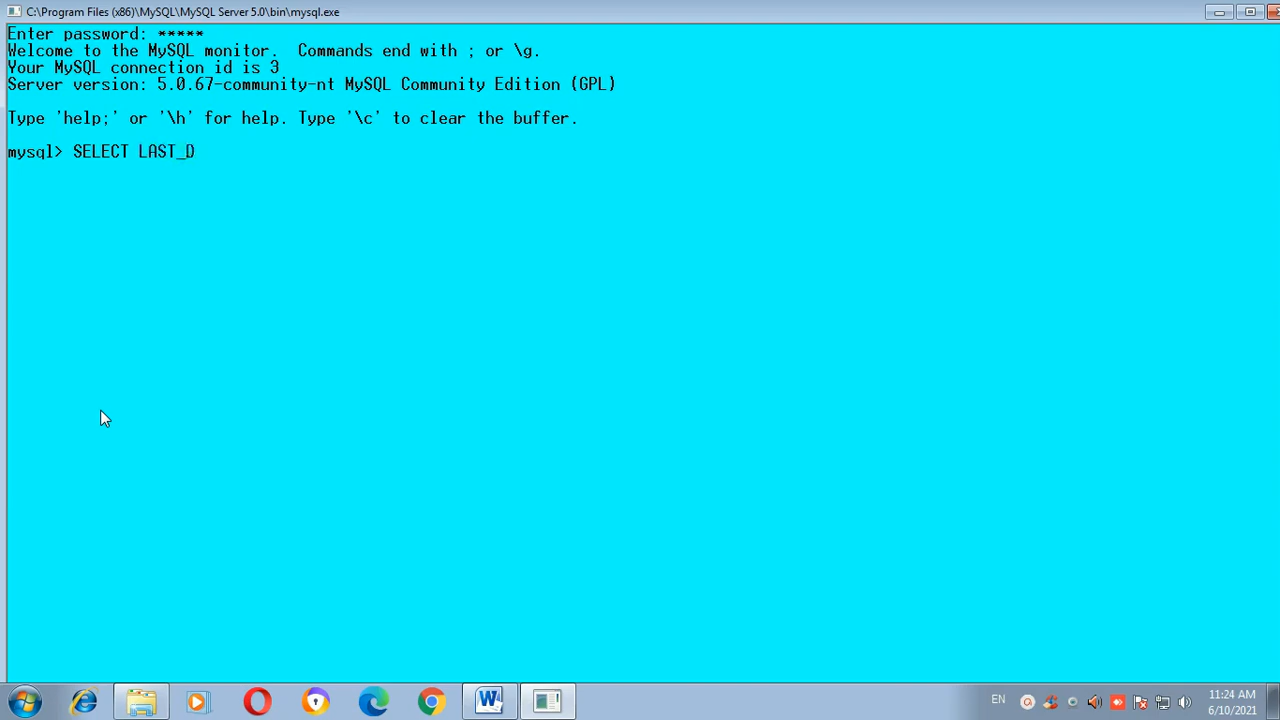 C:\Program Files (x86)\MySQL\MySQL Server 5.0\bin\mysql.exe
Enter password: *****
Welcome to the MySQL monitor.  Commands end with ; or \g.
Your MySQL connection id is 3
Server version: 5.0.67-community-nt MySQL Community Edition (GPL)
Type 'help;' or '\h' for help. Type '\c' to clear the buffer.
mysql> SELECT LAST_D
EN
11:24 AM
6/10/2021